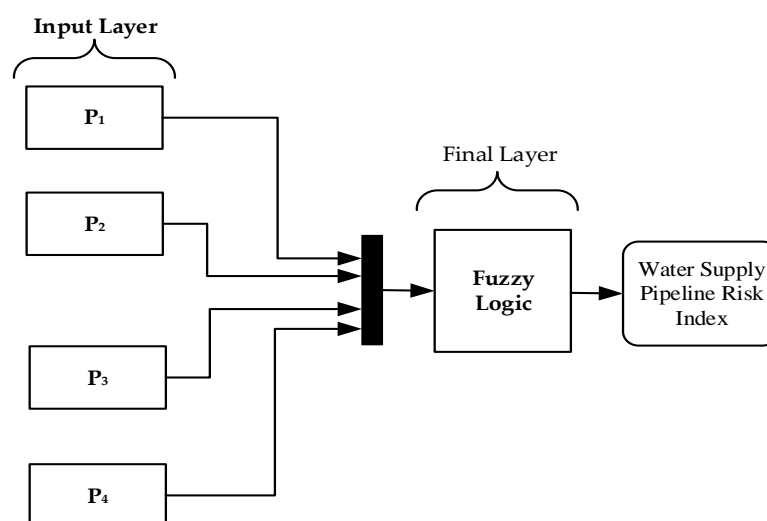 Input Layer
P₁
P₂
P₃
P₄
Final Layer
Fuzzy
Logic
Water Supply
Pipeline Risk
Index